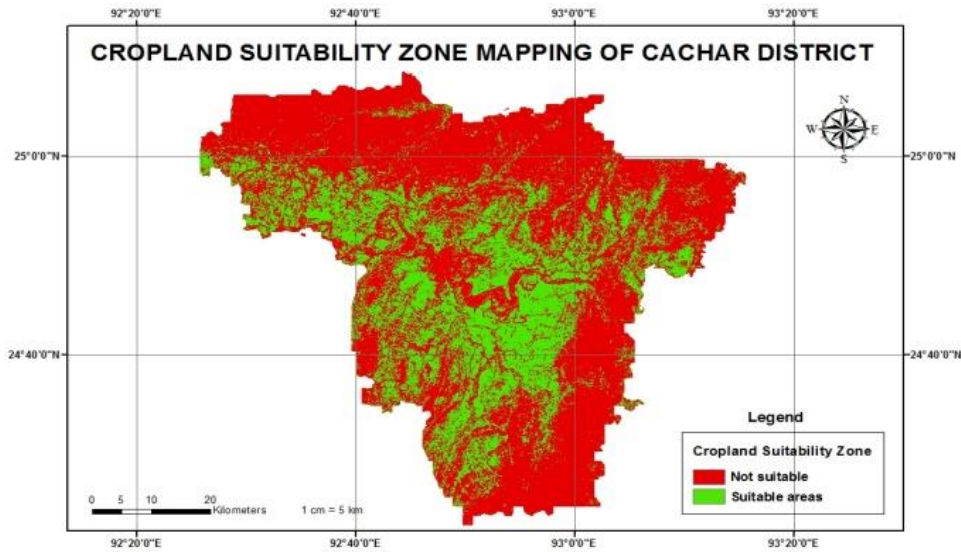 92°20'0"E 92°40'0"E 93°0'0"E 93°20'0"E
CROPLAND SUITABILITY ZONE MAPPING OF CACHAR DISTRICT
N
W E
S
25°0'0"N 25°0'0"N
24°40'0"N 24°40'0"N
Legend
Cropland Suitability Zone
Not suitable
Suitable areas
0 5 10 20
Kilometers 1 cm = 5 km
92°20'0"E 92°40'0"E 93°0'0"E 93°20'0"E